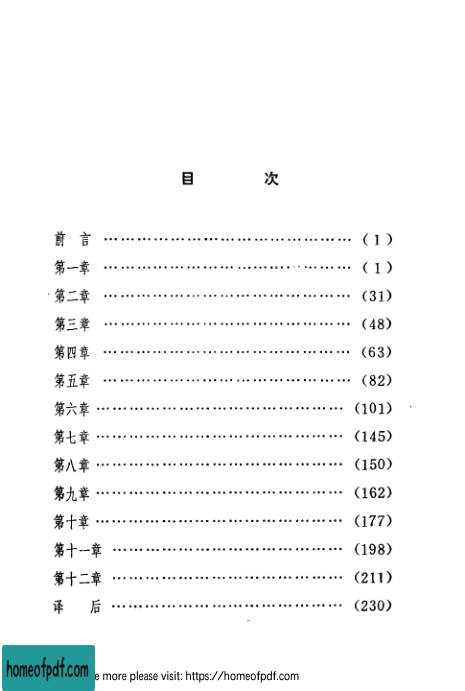 目 次
前 言 ……………………………………… ( 1 )
第一章 ……………………………………… ( 1 )
第二章 ……………………………………… (31)
第三章 ……………………………………… (48)
第四章 ……………………………………… (63)
第五章 ……………………………………… (82)
第六章 ……………………………………… (101)
第七章 ……………………………………… (145)
第八章 ……………………………………… (150)
第九章 ……………………………………… (162)
第十章 ……………………………………… (177)
第十一章 …………………………………… (198)
第十二章 …………………………………… (211)
译 后 …………………………………… (230)
homeofpdf.com
e more please visit: https://homeofpdf.com